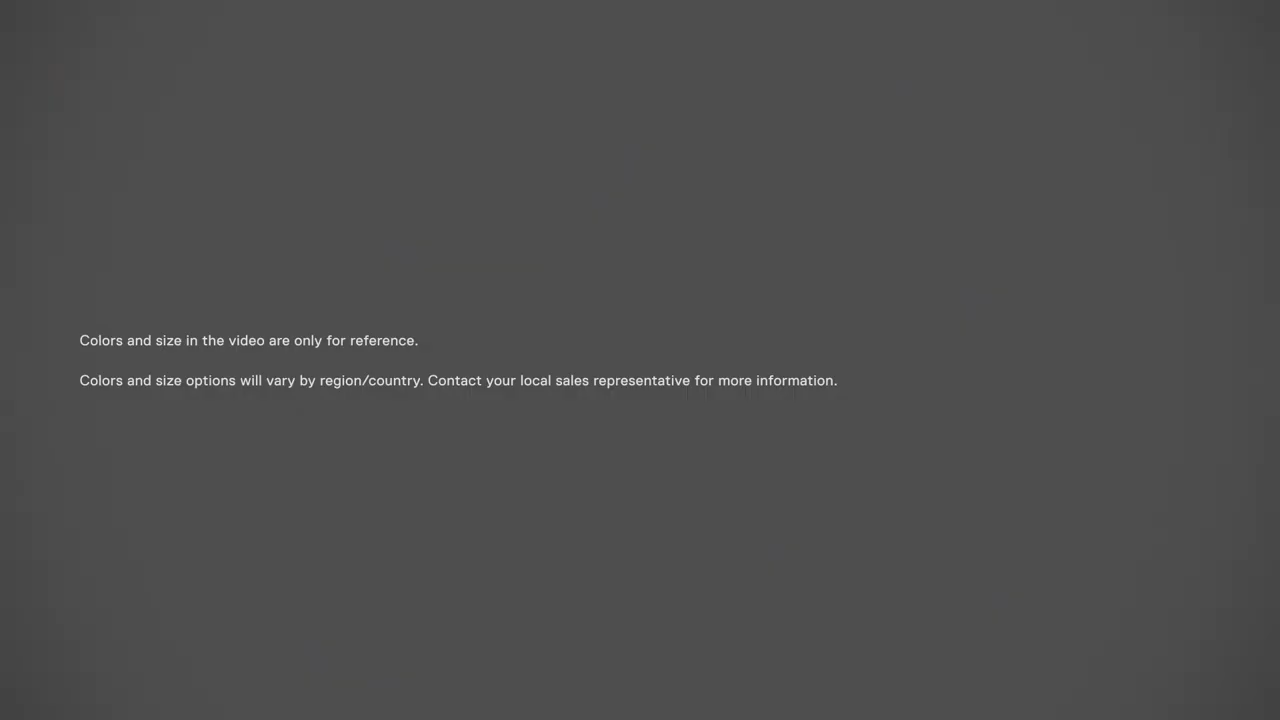 Colors and size in the video are only for reference.
Colors and size options will vary by region/country. Contact your local sales representative for more information.